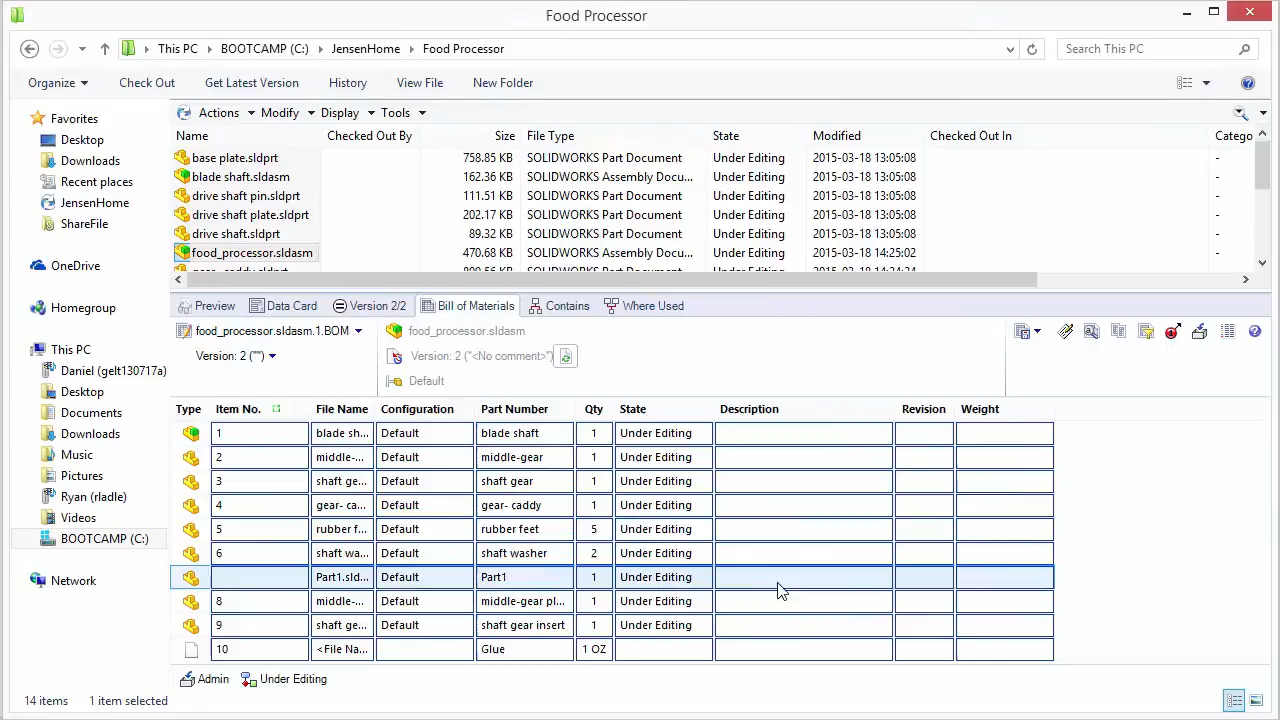 Food Processor
This PC BOOTCAMP (C:) JensenHome Food Processor
Search This PC
Organize Check Out Get Latest Version History View File New Folder
Favorites
Desktop
Downloads
Recent places
JensenHome
ShareFile
OneDrive
Homegroup
This PC
Daniel (gelt130717a)
Desktop
Documents
Downloads
Music
Pictures
Ryan (rladle)
Videos
BOOTCAMP (C:)
Network
Actions Modify Display Tools
Name Checked Out By Size File Type State Modified Checked Out In Catego
base plate.sldprt 758.85 KB SOLIDWORKS Part Document Under Editing 2015-03-18 13:05:08 -
blade shaft.sldasm 162.36 KB SOLIDWORKS Assembly Docu... Under Editing 2015-03-18 13:05:08 -
drive shaft pin.sldprt 111.51 KB SOLIDWORKS Part Document Under Editing 2015-03-18 13:05:08 -
drive shaft plate.sldprt 202.17 KB SOLIDWORKS Part Document Under Editing 2015-03-18 13:05:08 -
drive shaft.sldprt 89.32 KB SOLIDWORKS Part Document Under Editing 2015-03-18 13:05:08 -
food_processor.sldasm 470.68 KB SOLIDWORKS Assembly Docu... Under Editing 2015-03-18 14:25:02 -
Preview Data Card Version 2/2 Bill of Materials Contains Where Used
food_processor.sldasm.1.BOM food_processor.sldasm
Version: 2 ("") Version: 2 ("<No comment>")
Default
Type Item No. File Name Configuration Part Number Qty State Description Revision Weight
1 blade sh... Default blade shaft 1 Under Editing
2 middle-... Default middle-gear 1 Under Editing
3 shaft ge... Default shaft gear 1 Under Editing
4 gear- ca... Default gear- caddy 1 Under Editing
5 rubber f... Default rubber feet 5 Under Editing
6 shaft wa... Default shaft washer 2 Under Editing
Part1.sld... Default Part1 1 Under Editing
8 middle-... Default middle-gear pl... 1 Under Editing
9 shaft ge... Default shaft gear insert 1 Under Editing
10 <File Na... Glue 1 OZ
Admin Under Editing
14 items 1 item selected